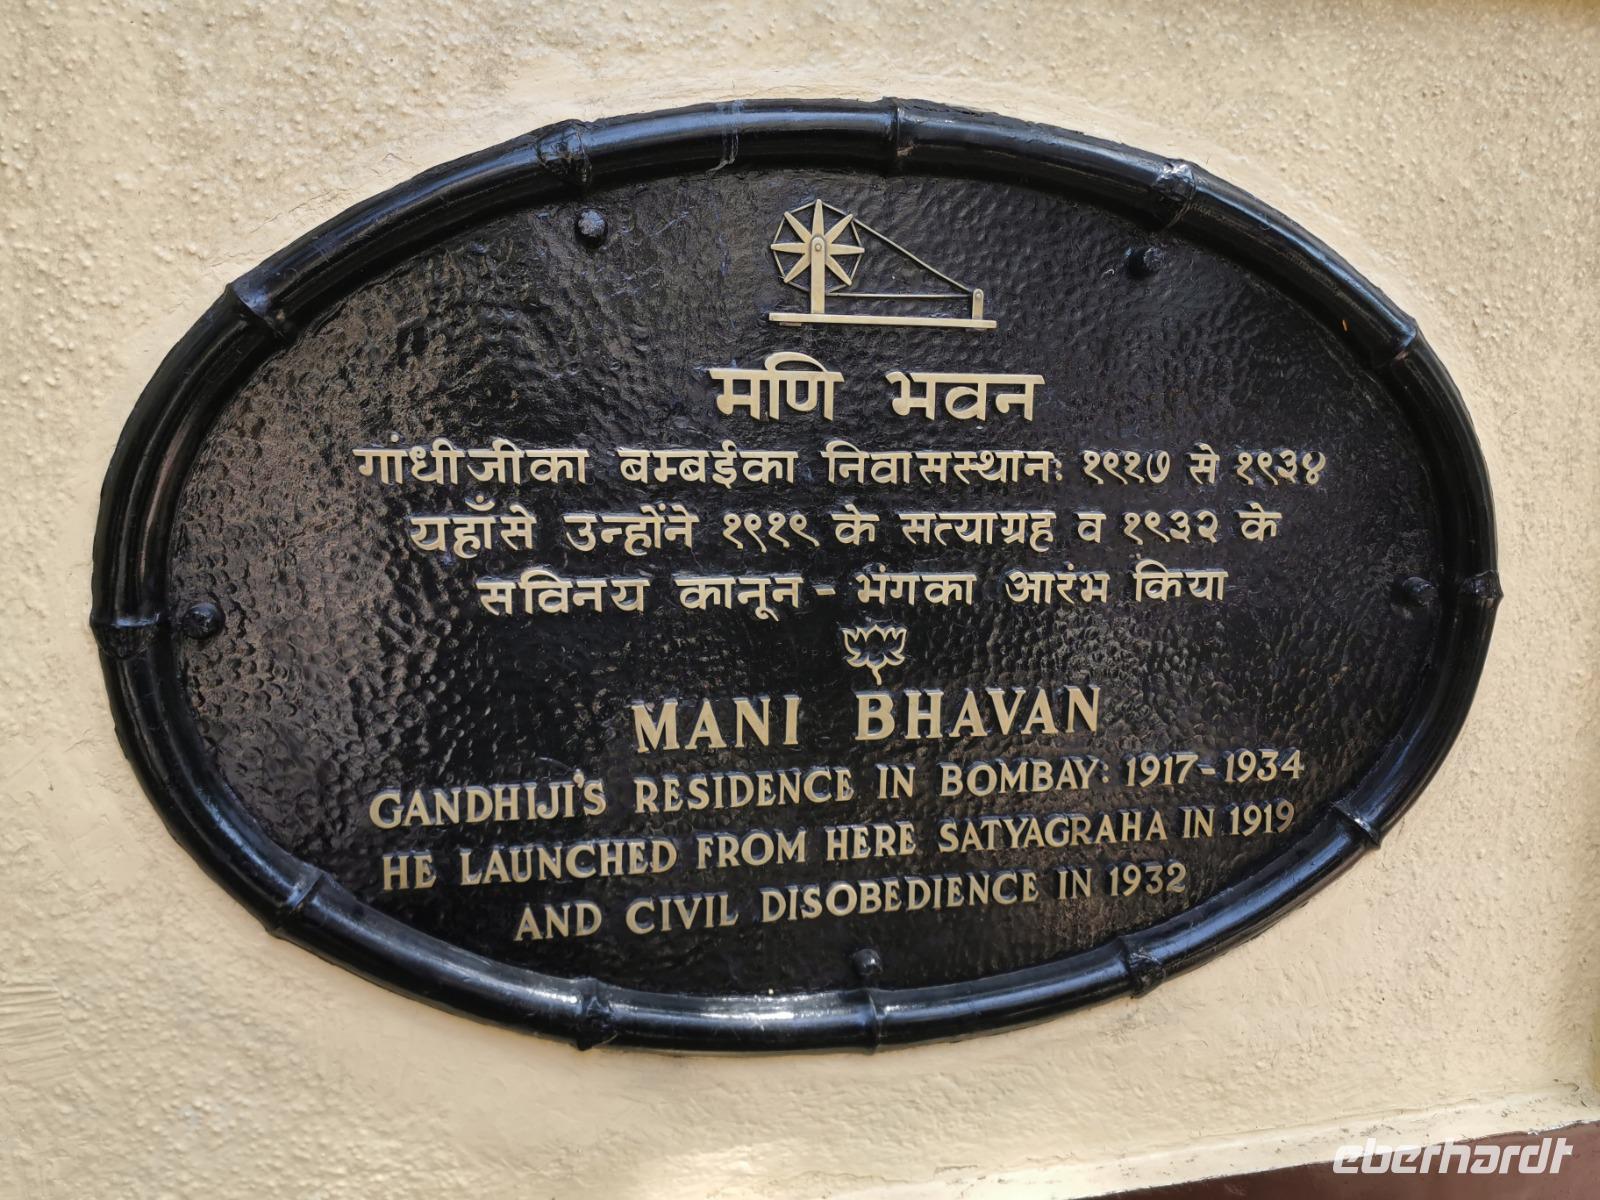 मणि भवन
गांधीजीका बम्बईका निवासस्थान: १९१७ से १९३४
यहाँसे उन्होंने १९१९ के सत्याग्रह व १९३२ के
सविनय कानून - भंगका आरंभ किया
MANI BHAVAN
GANDHIJI'S RESIDENCE IN BOMBAY: 1917-1934
HE LAUNCHED FROM HERE SATYAGRAHA IN 1919
AND CIVIL DISOBEDIENCE IN 1932
eberhardt